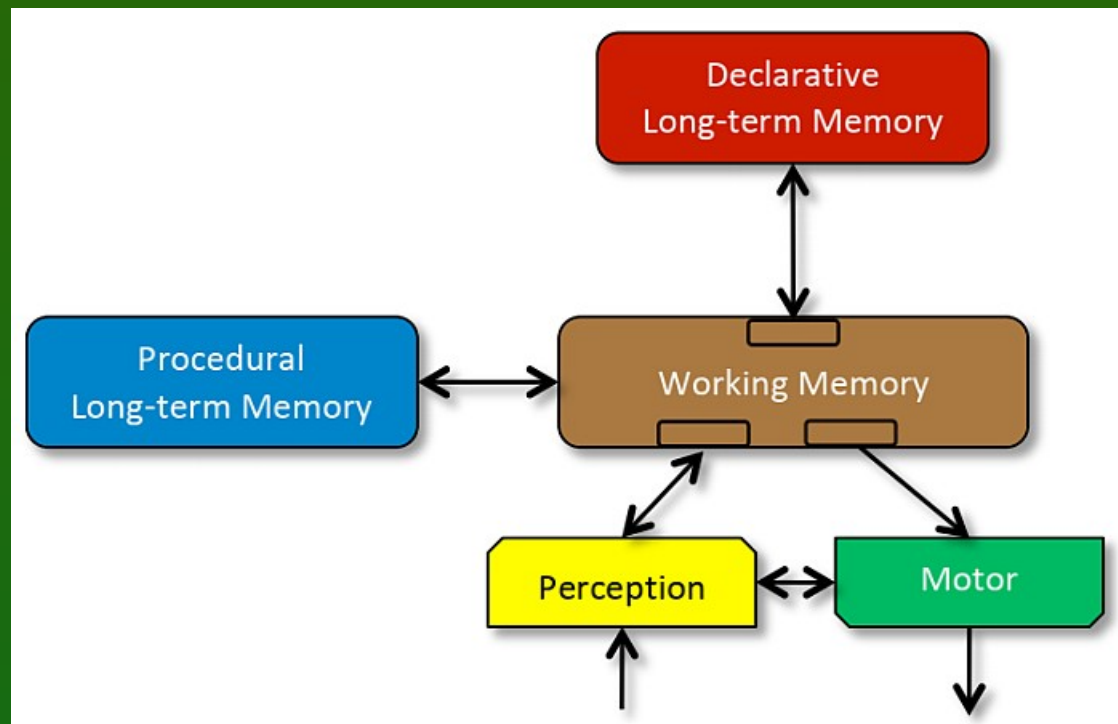 Declarative
Long-term Memory
Procedural
Long-term Memory
Working Memory
Perception
Motor